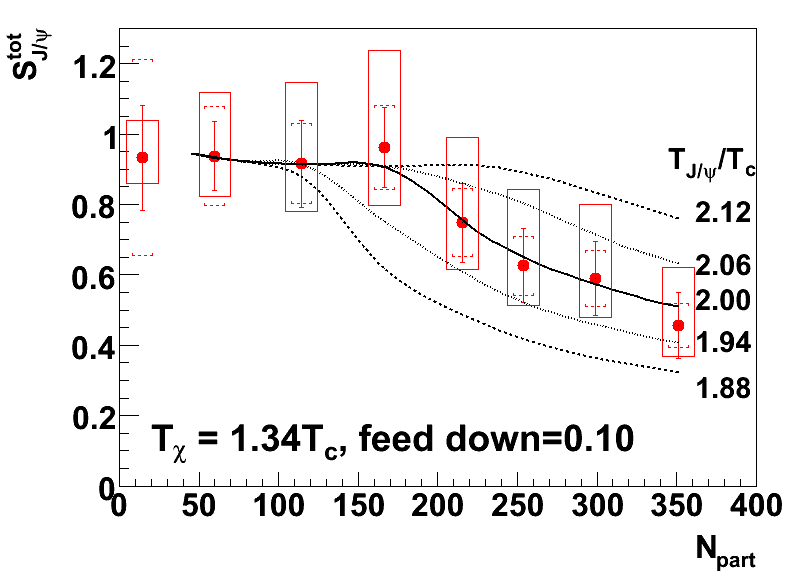 S^tot_J/ψ
1.2
1
0.8
0.6
0.4
0.2
0
T_J/ψ/T_c
2.12
2.06
2.00
1.94
1.88
T_χ = 1.34T_c, feed down=0.10
0 50 100 150 200 250 300 350 400
N_part